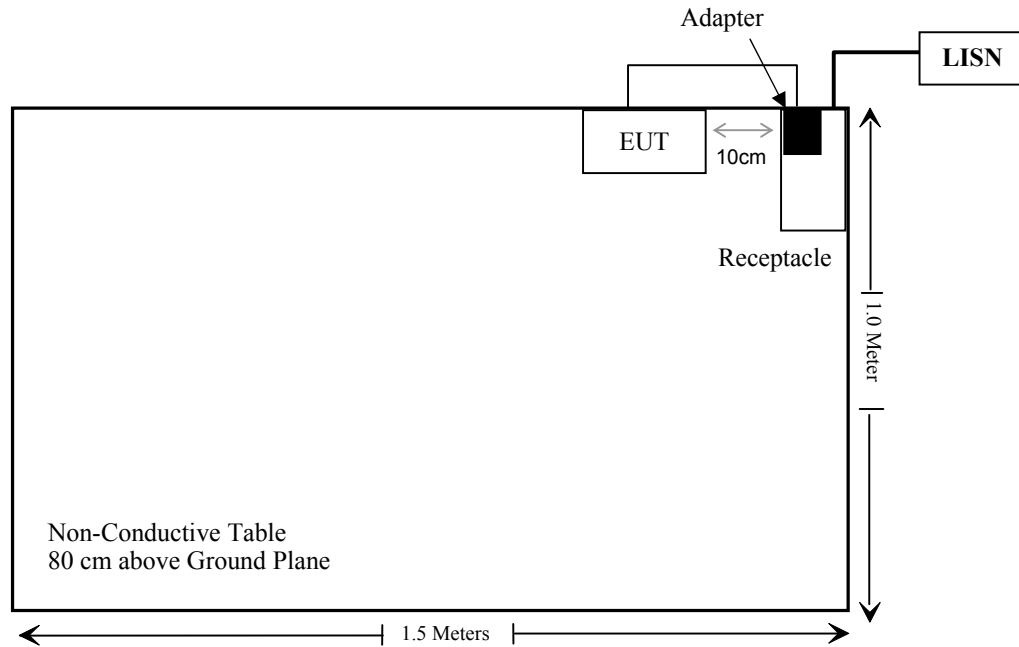 Adapter
LISN
EUT
10cm
Receptacle
1.0 Meter
Non-Conductive Table
80 cm above Ground Plane
1.5 Meters